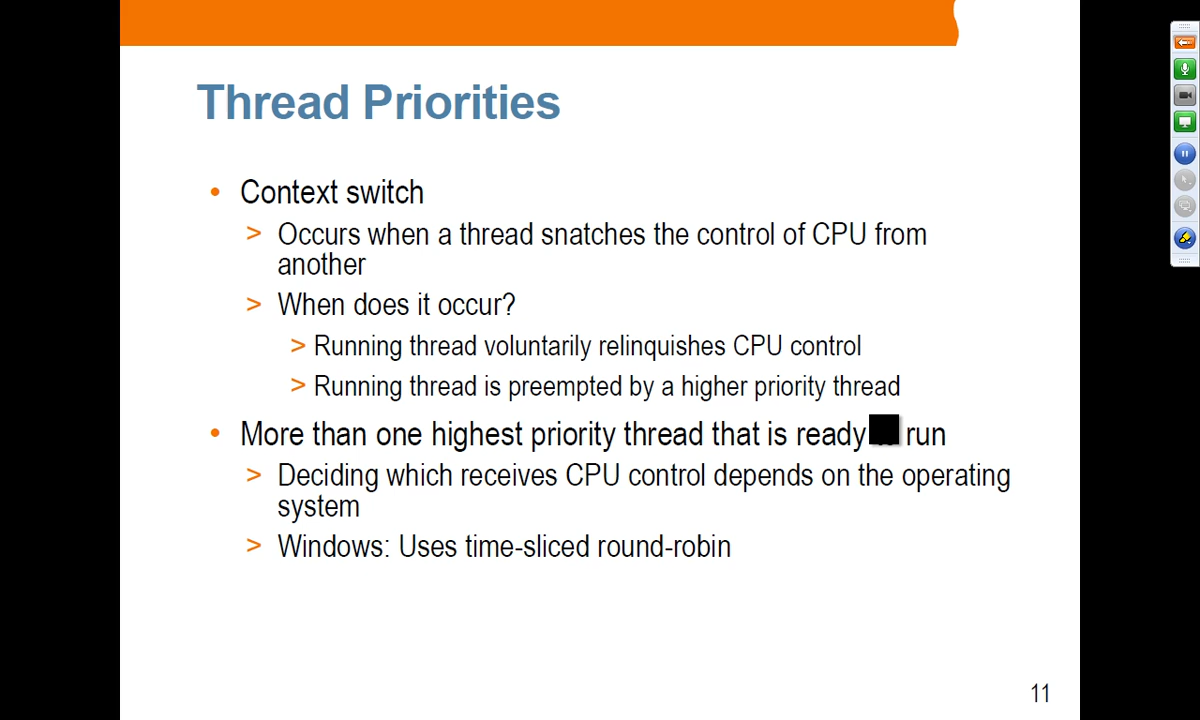 Thread Priorities
• Context switch
> Occurs when a thread snatches the control of CPU from
another
> When does it occur?
> Running thread voluntarily relinquishes CPU control
> Running thread is preempted by a higher priority thread
• More than one highest priority thread that is ready run
> Deciding which receives CPU control depends on the operating
system
> Windows: Uses time-sliced round-robin
11